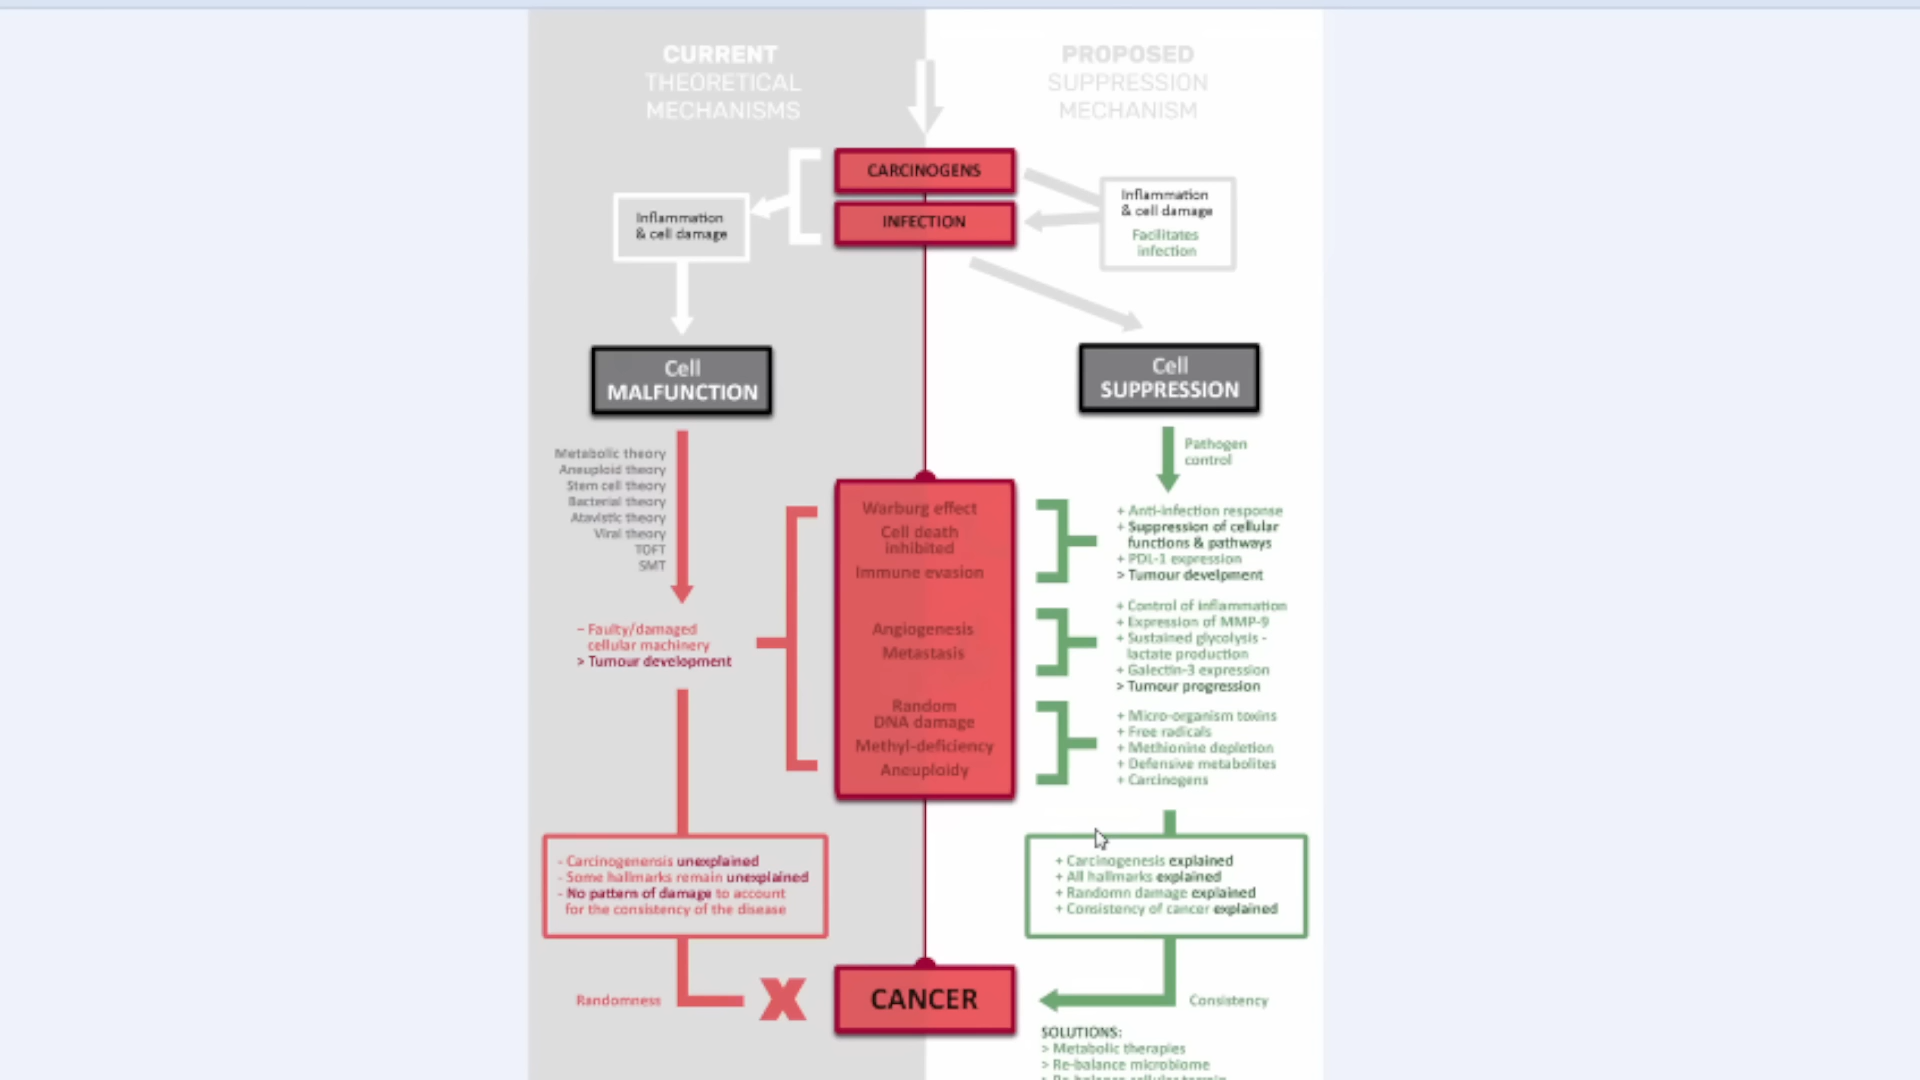 CURRENT
THEORETICAL
MECHANISMS
PROPOSED
SUPPRESSION
MECHANISM
CARCINOGENS
INFECTION
Inflammation
& cell damage
Inflammation
& cell damage
Facilitates
infection
Cell
MALFUNCTION
Cell
SUPPRESSION
Metabolic theory
Aneuploid theory
Stem cell theory
Bacterial theory
Atavistic theory
Viral theory
TOFT
SMT
Pathogen
control
– Faulty/damaged
cellular machinery
> Tumour development
Warburg effect
Cell death
inhibited
Immune evasion
Angiogenesis
Metastasis
Random
DNA damage
Methyl-deficiency
Aneuploidy
+ Anti-infection response
+ Suppression of cellular
functions & pathways
+ PDL-1 expression
> Tumour develpment
+ Control of inflammation
+ Expression of MMP-9
+ Sustained glycolysis -
lactate production
+ Galectin-3 expression
> Tumour progression
+ Micro-organism toxins
+ Free radicals
+ Methionine depletion
+ Defensive metabolites
+ Carcinogens
- Carcinogenensis unexplained
- Some hallmarks remain unexplained
- No pattern of damage to account
for the consistency of the disease
+ Carcinogenesis explained
+ All hallmarks explained
+ Randomn damage explained
+ Consistency of cancer explained
Randomness
X
CANCER
Consistency
SOLUTIONS:
> Metabolic therapies
> Re-balance microbiome